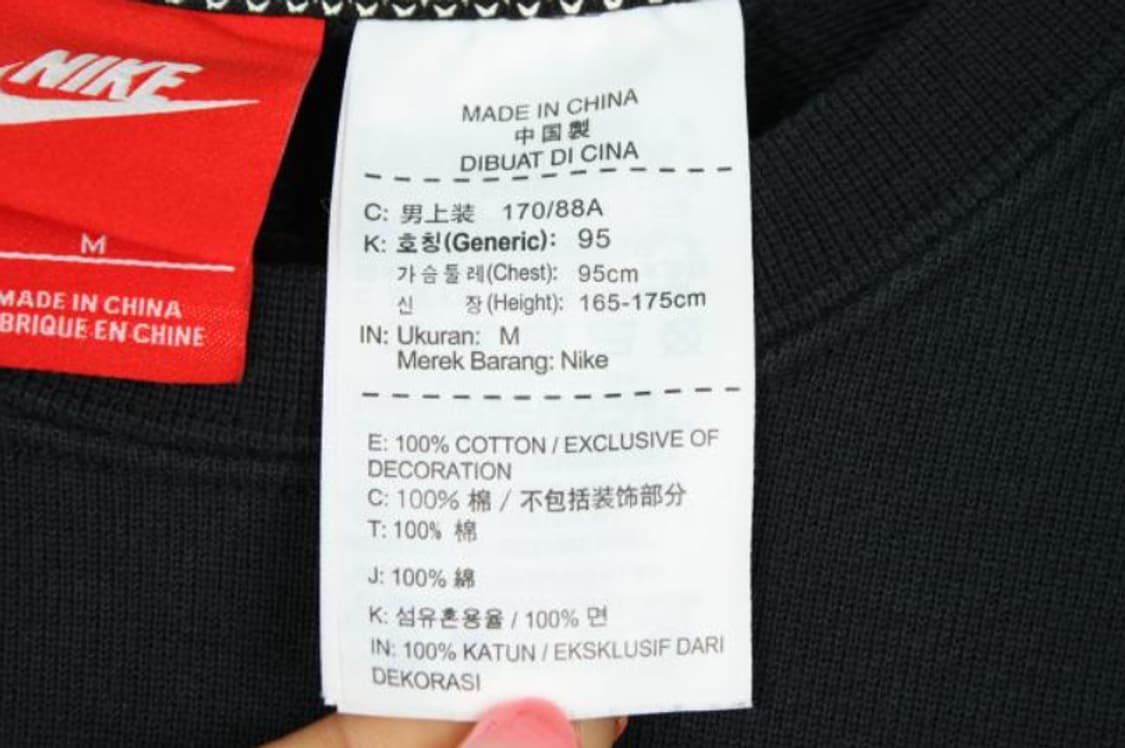 NIKE
M
MADE IN CHINA
BRIQUE EN CHINE
MADE IN CHINA
中国製
DIBUAT DI CINA
C: 男上装 170/88A
K: 호칭(Generic): 95
가슴둘레(Chest): 95cm
신 장(Height): 165-175cm
IN: Ukuran: M
Merek Barang: Nike
E: 100% COTTON / EXCLUSIVE OF
DECORATION
C: 100% 棉 / 不包括装饰部分
T: 100% 棉
J: 100% 綿
K: 섬유혼용율 / 100% 면
IN: 100% KATUN / EKSKLUSIF DARI
DEKORASI